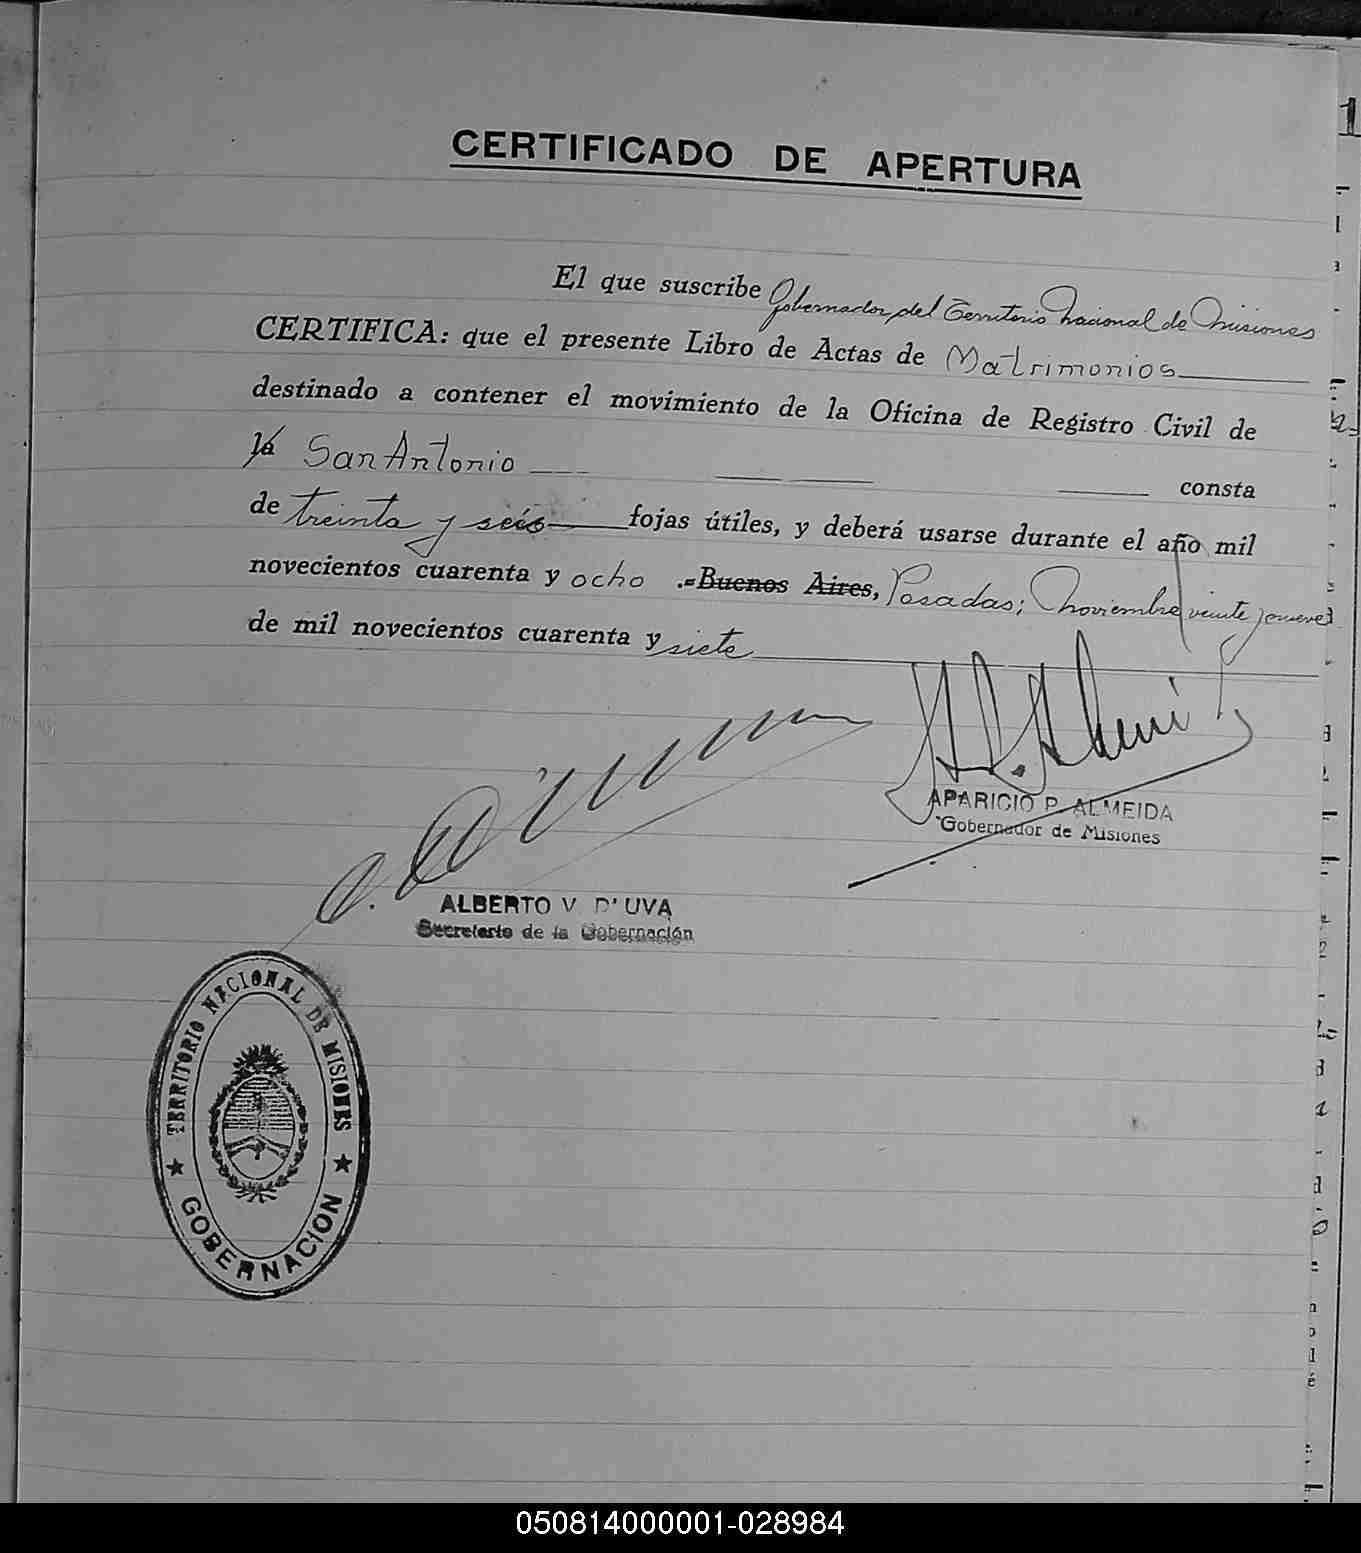 CERTIFICADO DE APERTURA
El que suscribe Gobernador del Territorio Nacional de Misiones
CERTIFICA: que el presente Libro de Actas de Matrimonios
destinado a contener el movimiento de la Oficina de Registro Civil de
la San Antonio consta
de treinta y seis fojas útiles, y deberá usarse durante el año mil
novecientos cuarenta y ocho .=Buenos Aires, Posadas; Noviembre veinte y nueve
de mil novecientos cuarenta y siete
APARICIO P. ALMEIDA
Gobernador de Misiones
ALBERTO V. D'UVA
Secretario de la Gobernación
TERRITORIO NACIONAL DE MISIONES
★ GOBERNACION ★
050814000001-028984